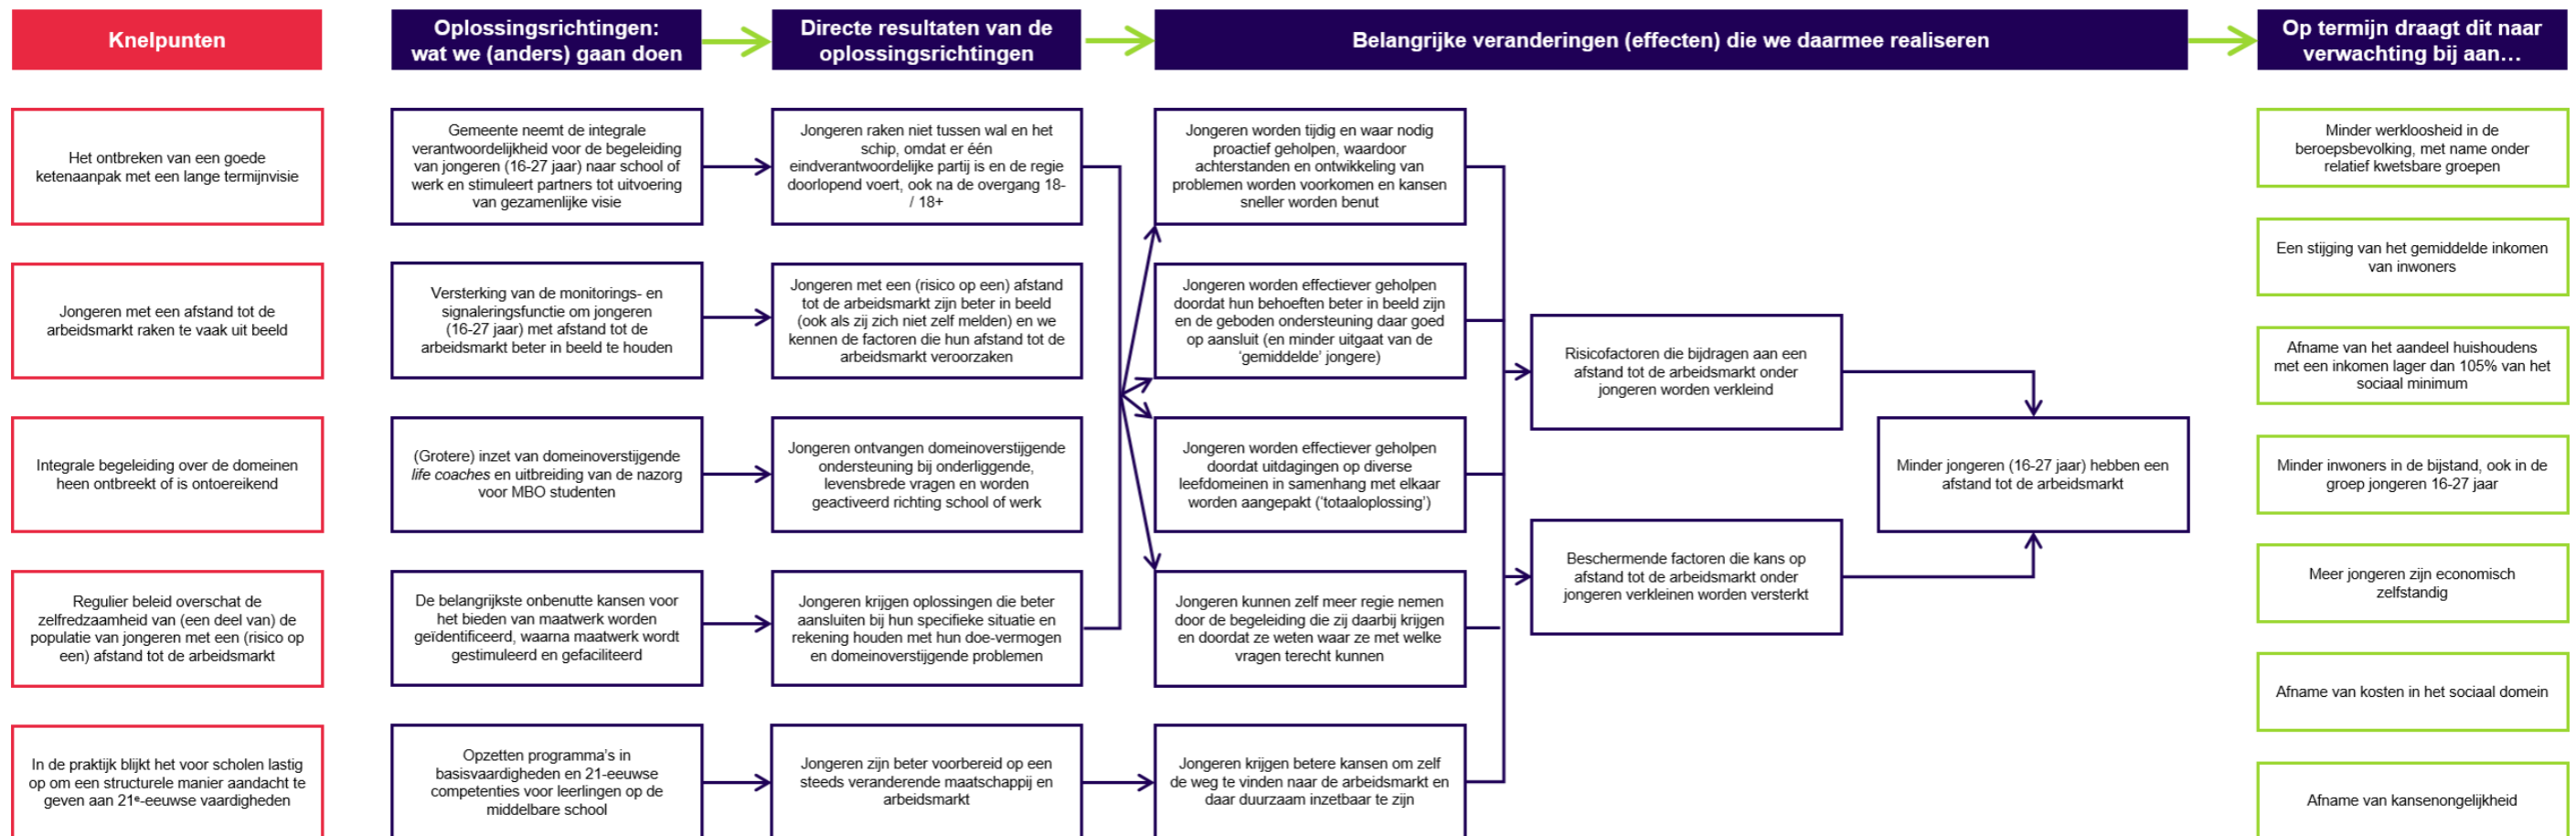 Knelpunten
Oplossingsrichtingen:
wat we (anders) gaan doen
Directe resultaten van de
oplossingsrichtingen
Belangrijke veranderingen (effecten) die we daarmee realiseren
Op termijn draagt dit naar
verwachting bij aan…
Het ontbreken van een goede
ketenaanpak met een lange termijnvisie
Gemeente neemt de integrale
verantwoordelijkheid voor de begeleiding
van jongeren (16-27 jaar) naar school of
werk en stimuleert partners tot uitvoering
van gezamenlijke visie
Jongeren raken niet tussen wal en het
schip, omdat er één
eindverantwoordelijke partij is en de regie
doorlopend voert, ook na de overgang 18-
/ 18+
Jongeren worden tijdig en waar nodig
proactief geholpen, waardoor
achterstanden en ontwikkeling van
problemen worden voorkomen en kansen
sneller worden benut
Jongeren met een afstand tot de
arbeidsmarkt raken te vaak uit beeld
Versterking van de monitorings- en
signaleringsfunctie om jongeren
(16-27 jaar) met afstand tot de
arbeidsmarkt beter in beeld te houden
Jongeren met een (risico op een) afstand
tot de arbeidsmarkt zijn beter in beeld
(ook als zij zich niet zelf melden) en we
kennen de factoren die hun afstand tot de
arbeidsmarkt veroorzaken
Jongeren worden effectiever geholpen
doordat hun behoeften beter in beeld zijn
en de geboden ondersteuning daar goed
op aansluit (en minder uitgaat van de
‘gemiddelde’ jongere)
Integrale begeleiding over de domeinen
heen ontbreekt of is ontoereikend
(Grotere) inzet van domeinoverstijgende
life coaches en uitbreiding van de nazorg
voor MBO studenten
Jongeren ontvangen domeinoverstijgende
ondersteuning bij onderliggende,
levensbrede vragen en worden
geactiveerd richting school of werk
Jongeren worden effectiever geholpen
doordat uitdagingen op diverse
leefdomeinen in samenhang met elkaar
worden aangepakt (‘totaaloplossing’)
Regulier beleid overschat de
zelfredzaamheid van (een deel van) de
populatie van jongeren met een (risico op
een) afstand tot de arbeidsmarkt
De belangrijkste onbenutte kansen voor
het bieden van maatwerk worden
geïdentificeerd, waarna maatwerk wordt
gestimuleerd en gefaciliteerd
Jongeren krijgen oplossingen die beter
aansluiten bij hun specifieke situatie en
rekening houden met hun doe-vermogen
en domeinoverstijgende problemen
Jongeren kunnen zelf meer regie nemen
door de begeleiding die zij daarbij krijgen
en doordat ze weten waar ze met welke
vragen terecht kunnen
In de praktijk blijkt het voor scholen lastig
op om een structurele manier aandacht te
geven aan 21ᵉ-eeuwse vaardigheden
Opzetten programma’s in
basisvaardigheden en 21-eeuwse
competenties voor leerlingen op de
middelbare school
Jongeren zijn beter voorbereid op een
steeds veranderende maatschappij en
arbeidsmarkt
Jongeren krijgen betere kansen om zelf
de weg te vinden naar de arbeidsmarkt en
daar duurzaam inzetbaar te zijn
Risicofactoren die bijdragen aan een
afstand tot de arbeidsmarkt onder
jongeren worden verkleind
Beschermende factoren die kans op
afstand tot de arbeidsmarkt onder
jongeren verkleinen worden versterkt
Minder jongeren (16-27 jaar) hebben een
afstand tot de arbeidsmarkt
Minder werkloosheid in de
beroepsbevolking, met name onder
relatief kwetsbare groepen
Een stijging van het gemiddelde inkomen
van inwoners
Afname van het aandeel huishoudens
met een inkomen lager dan 105% van het
sociaal minimum
Minder inwoners in de bijstand, ook in de
groep jongeren 16-27 jaar
Meer jongeren zijn economisch
zelfstandig
Afname van kosten in het sociaal domein
Afname van kansenongelijkheid